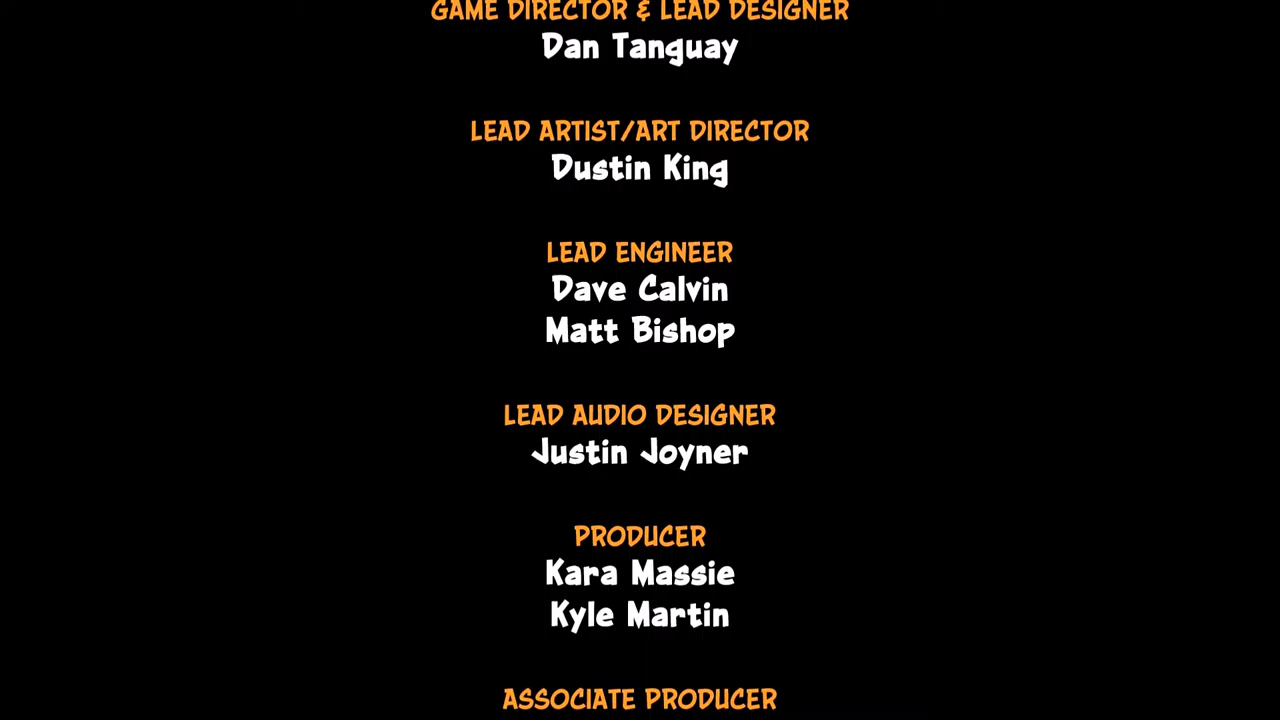 GAME DIRECTOR & LEAD DESIGNER
Dan Tanguay
LEAD ARTIST/ART DIRECTOR
Dustin King
LEAD ENGINEER
Dave Calvin
Matt Bishop
LEAD AUDIO DESIGNER
Justin Joyner
PRODUCER
Kara Massie
Kyle Martin
ASSOCIATE PRODUCER